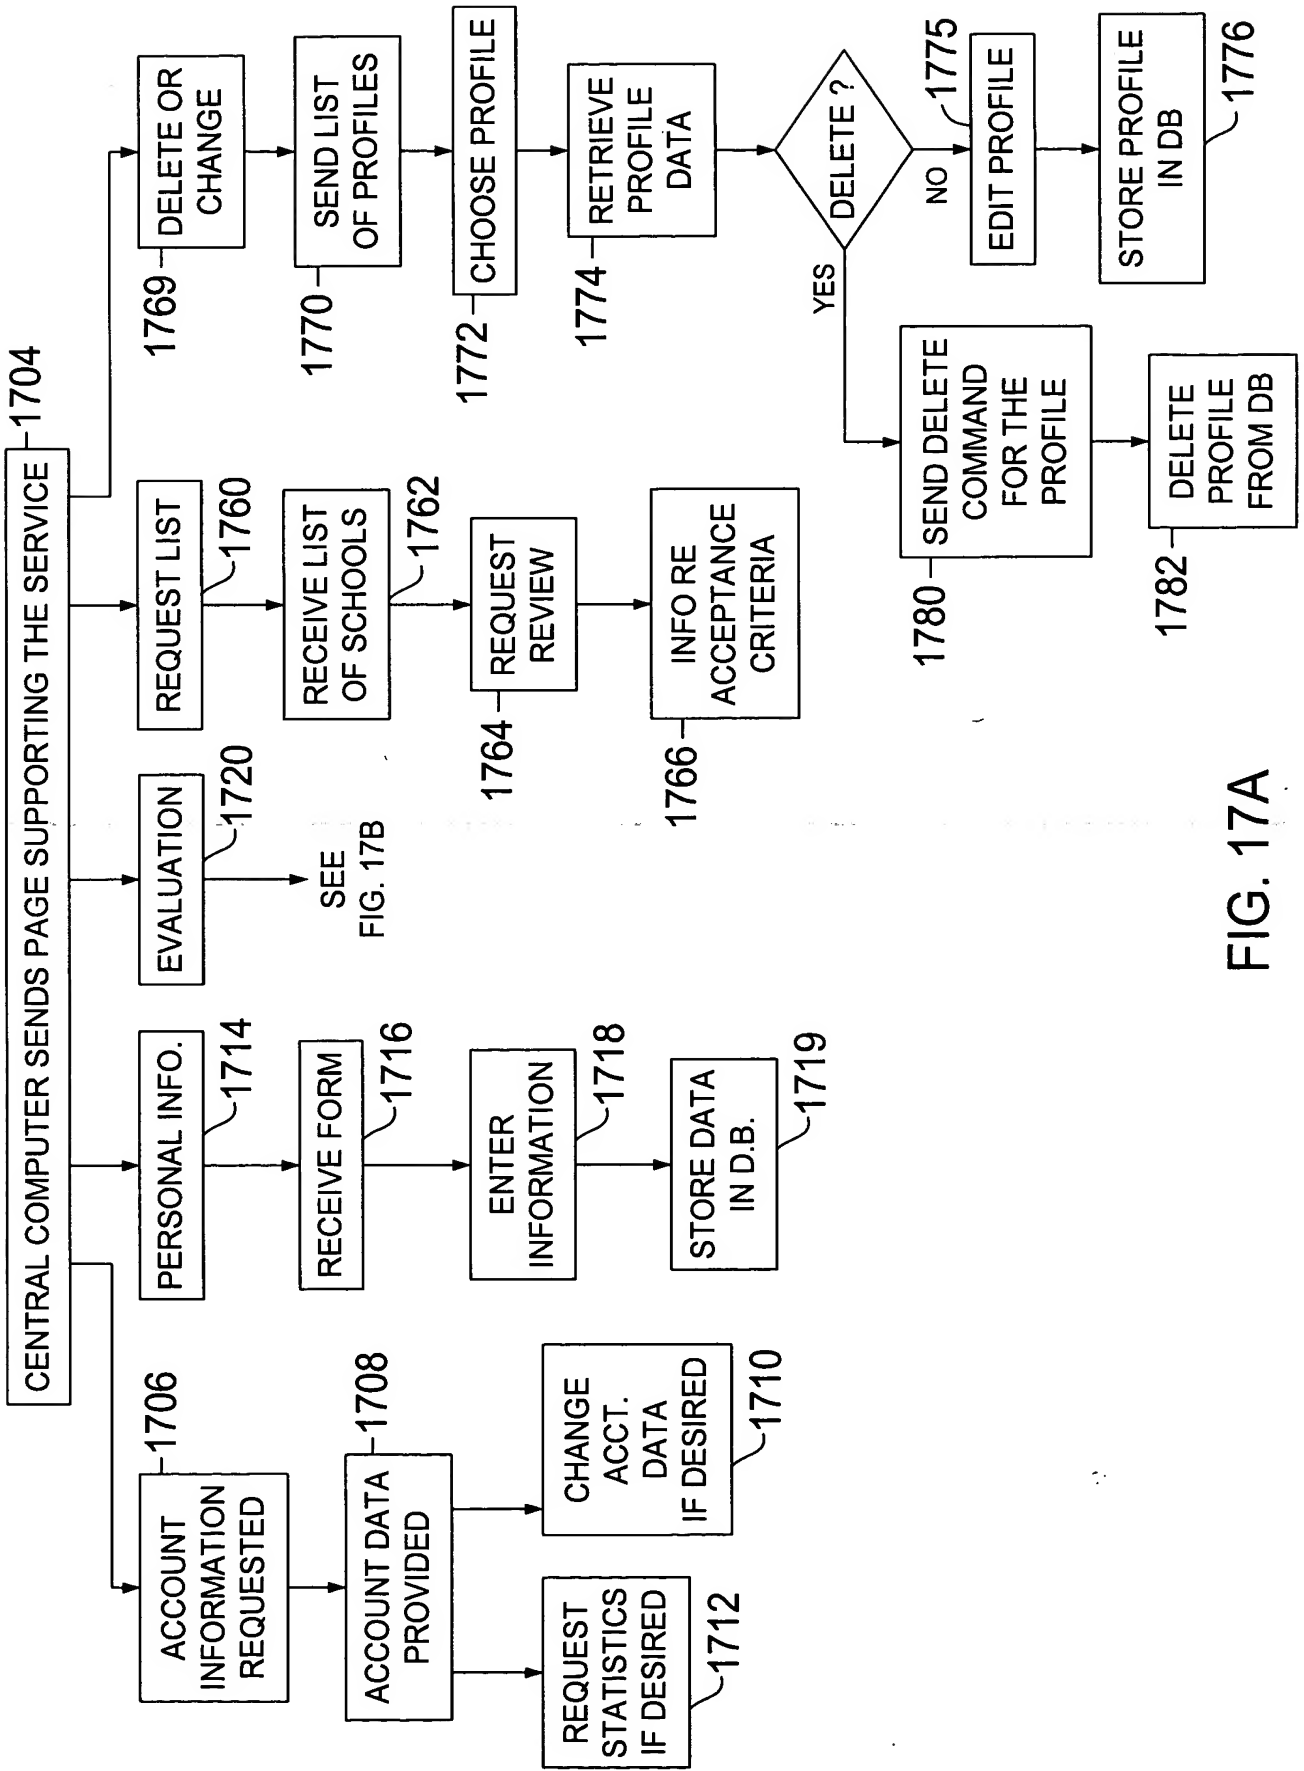 CENTRAL COMPUTER SENDS PAGE SUPPORTING THE SERVICE
1704
ACCOUNT
INFORMATION
REQUESTED
1706
ACCOUNT DATA
PROVIDED
1708
REQUEST
STATISTICS
IF DESIRED
1712
CHANGE
ACCT.
DATA
IF DESIRED
1710
PERSONAL INFO.
1714
RECEIVE FORM
1716
ENTER
INFORMATION
1718
STORE DATA
IN D.B.
1719
EVALUATION
1720
SEE
FIG. 17B
REQUEST LIST
1760
RECEIVE LIST
OF SCHOOLS
1762
REQUEST
REVIEW
1764
INFO RE
ACCEPTANCE
CRITERIA
1766
DELETE OR
CHANGE
1769
SEND LIST
OF PROFILES
1770
CHOOSE PROFILE
1772
RETRIEVE
PROFILE
DATA
1774
DELETE ?
YES
NO
SEND DELETE
COMMAND
FOR THE
PROFILE
1780
DELETE
PROFILE
FROM DB
1782
EDIT PROFILE
1775
STORE PROFILE
IN DB
1776
FIG. 17A